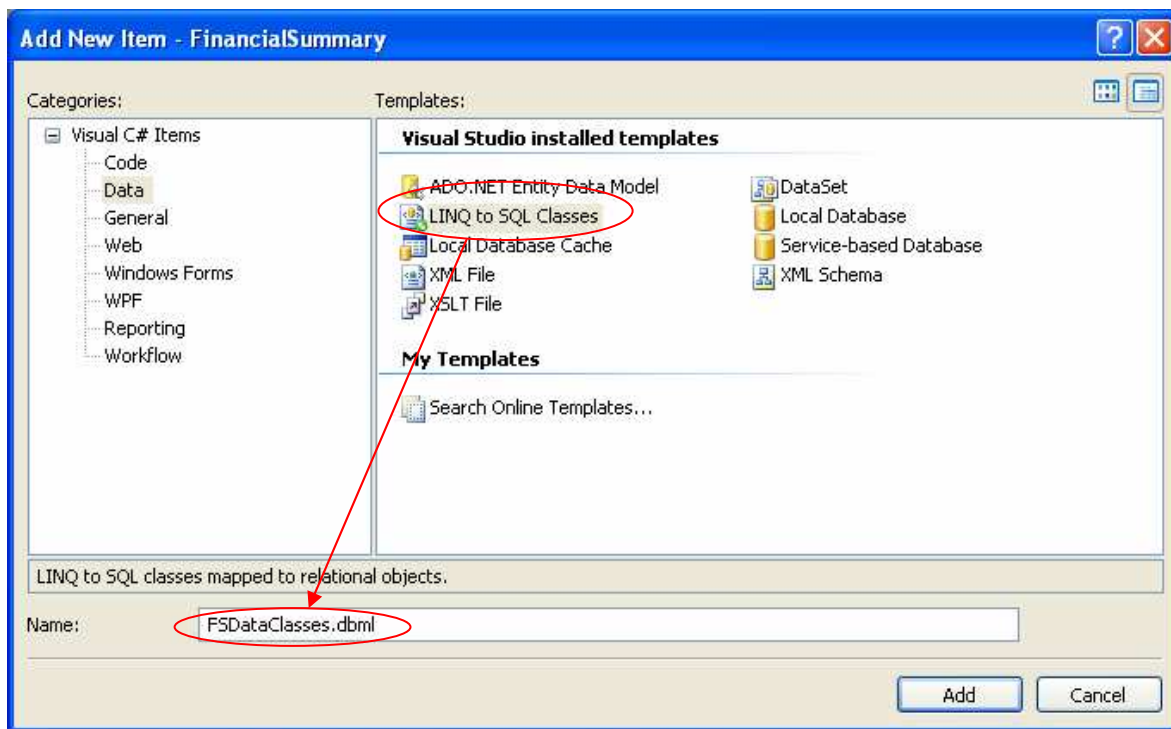 Add New Item - FinancialSummary
Categories:
Templates:
Visual C# Items
Code
Data
General
Web
Windows Forms
WPF
Reporting
Workflow
Visual Studio installed templates
ADO.NET Entity Data Model
LINQ to SQL Classes
Local Database Cache
XML File
XSLT File
DataSet
Local Database
Service-based Database
XML Schema
My Templates
Search Online Templates...
LINQ to SQL classes mapped to relational objects.
Name:
FSDataClasses.dbml
Add
Cancel